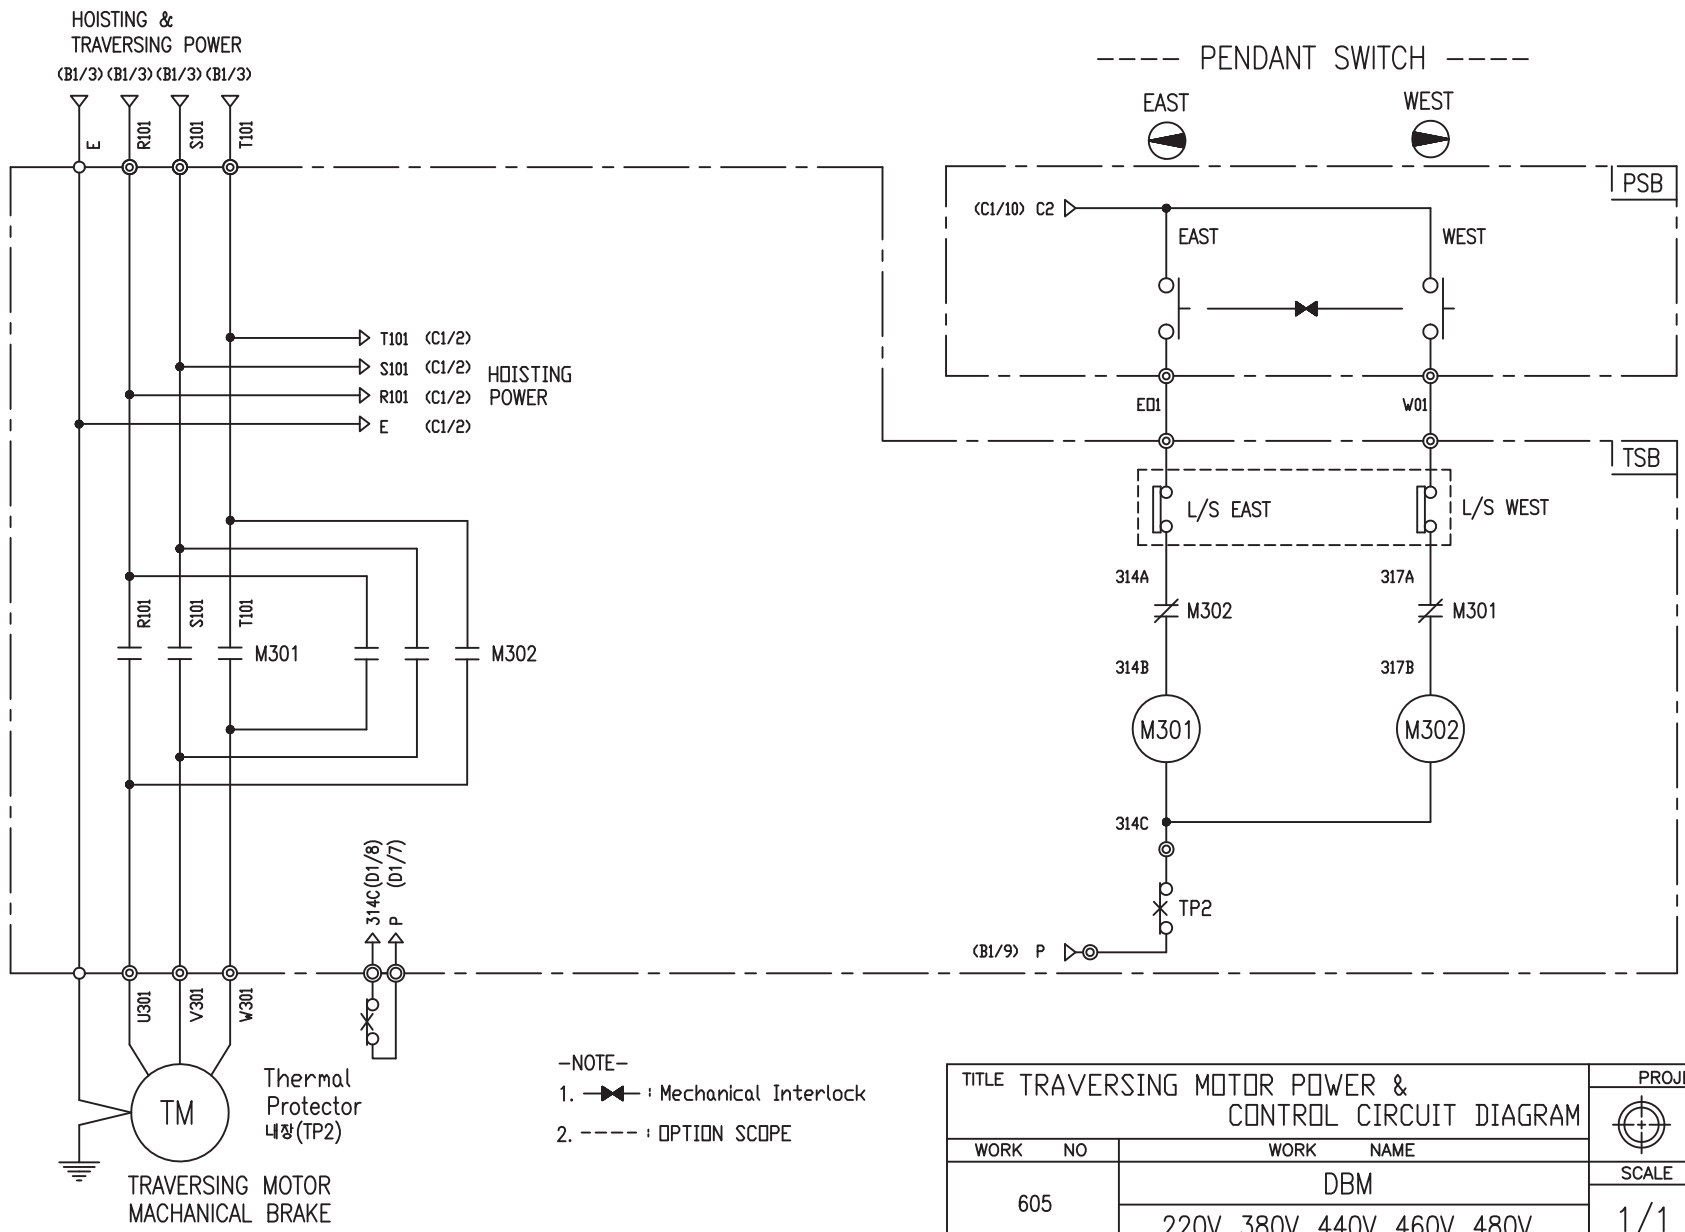 HOISTING &
TRAVERSING POWER
(B1/3) (B1/3) (B1/3) (B1/3)
E
R101
S101
T101
T101 (C1/2)
S101 (C1/2)
R101 (C1/2)
E (C1/2)
HOISTING
POWER
R101
S101
T101
M301
M302
314C(D1/8)
P (D1/7)
U301
V301
W301
TM
Thermal
Protector
내장(TP2)
TRAVERSING MOTOR
MACHANICAL BRAKE
---- PENDANT SWITCH ----
EAST
WEST
PSB
(C1/10) C2
EAST
WEST
E01
W01
TSB
L/S EAST
L/S WEST
314A
317A
M302
M301
314B
317B
M301
M302
314C
TP2
(B1/9) P
-NOTE-
1. : Mechanical Interlock
2. ---- : OPTION SCOPE
TITLE TRAVERSING MOTOR POWER &
CONTROL CIRCUIT DIAGRAM
PROJE
WORK NO
WORK NAME
SCALE
605
DBM
220V 380V 440V 460V 480V
1/1